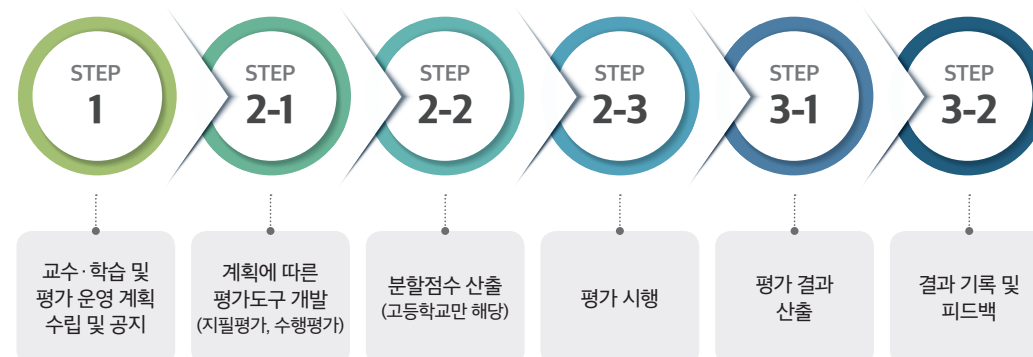 STEP
1
STEP
2-1
STEP
2-2
STEP
2-3
STEP
3-1
STEP
3-2
교수·학습 및
평가 운영 계획
수립 및 공지
계획에 따른
평가도구 개발
(지필평가, 수행평가)
분할점수 산출
(고등학교만 해당)
평가 시행
평가 결과
산출
결과 기록 및
피드백